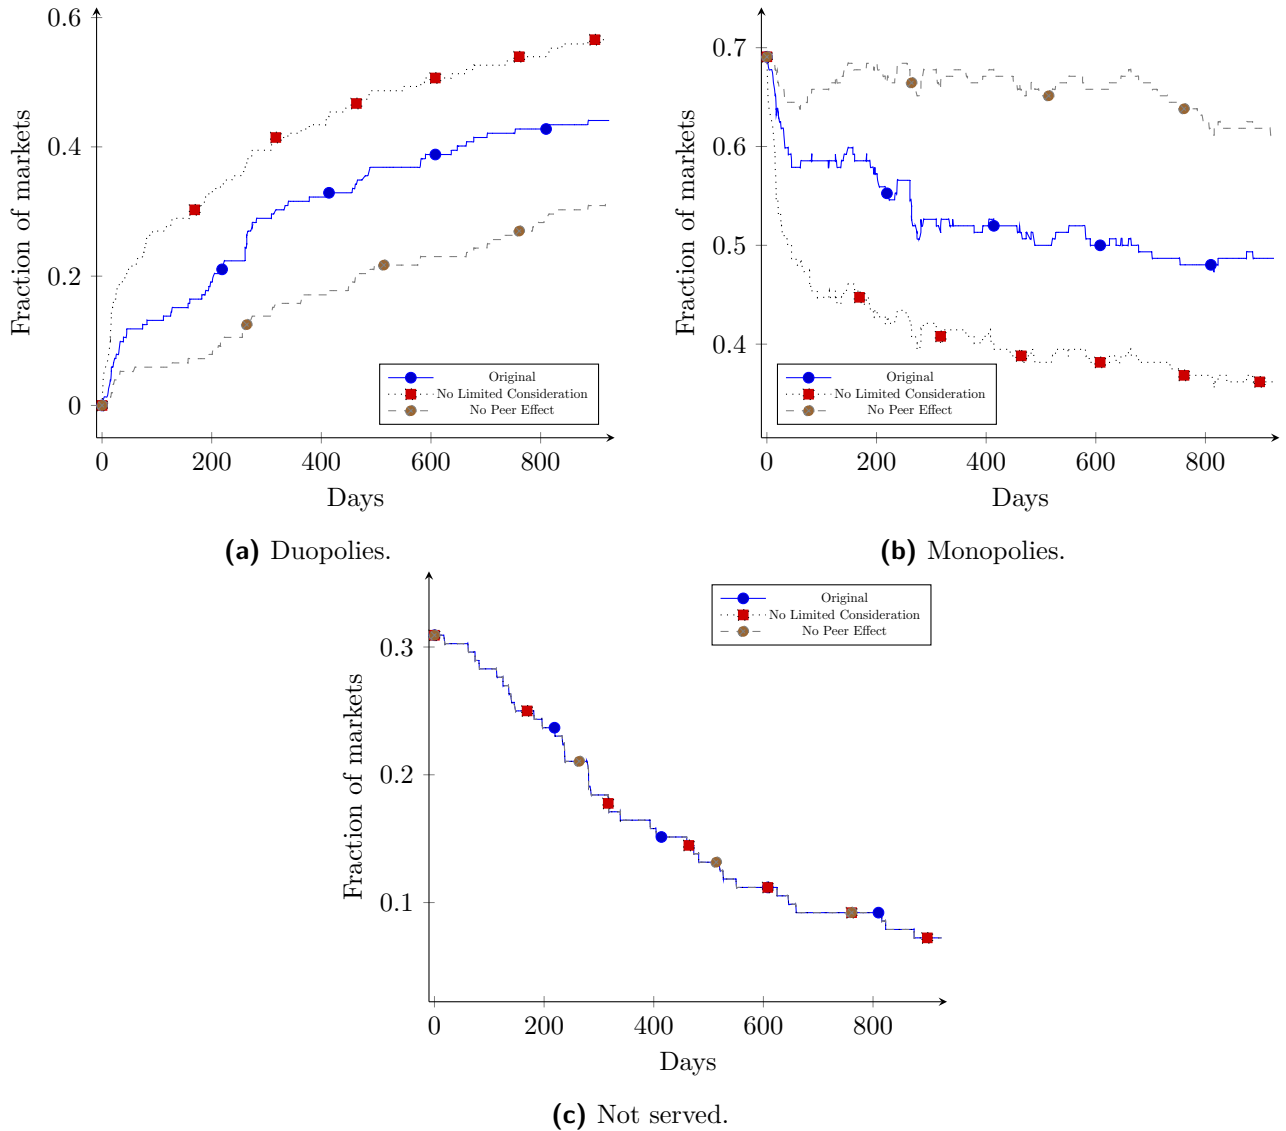 Fraction of markets
0.6
0.4
0.2
0
0
200
400
600
800
Days
Original
No Limited Consideration
No Peer Effect
(a) Duopolies.
Fraction of markets
0.7
0.6
0.5
0.4
0
200
400
600
800
Days
Original
No Limited Consideration
No Peer Effect
(b) Monopolies.
Fraction of markets
0.3
0.2
0.1
0
200
400
600
800
Days
Original
No Limited Consideration
No Peer Effect
(c) Not served.